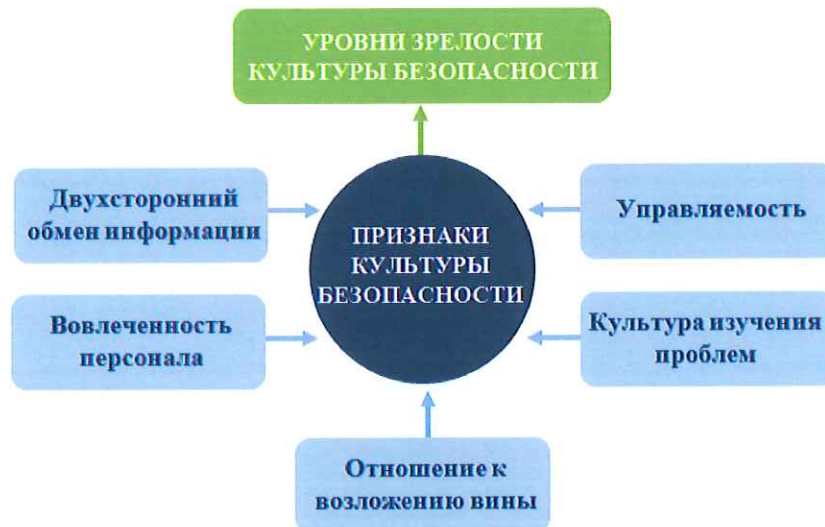 УРОВНИ ЗРЕЛОСТИ
КУЛЬТУРЫ БЕЗОПАСНОСТИ
Двухсторонний
обмен информации
Управляемость
ПРИЗНАКИ
КУЛЬТУРЫ
БЕЗОПАСНОСТИ
Вовлеченность
персонала
Культура изучения
проблем
Отношение к
возложению вины